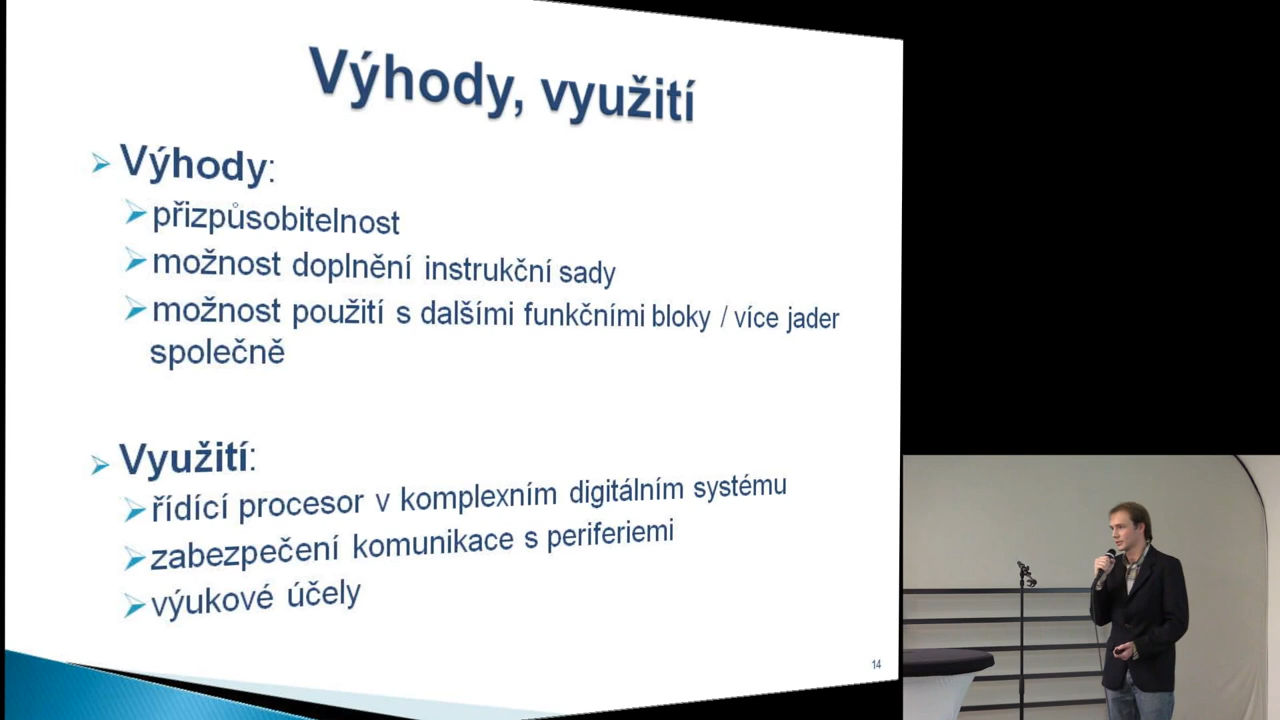 Výhody, využití
Výhody:
přizpůsobitelnost
možnost doplnění instrukční sady
možnost použití s dalšími funkčními bloky / více jader
společně
Využití:
řídící procesor v komplexním digitálním systému
zabezpečení komunikace s periferiemi
výukové účely
14